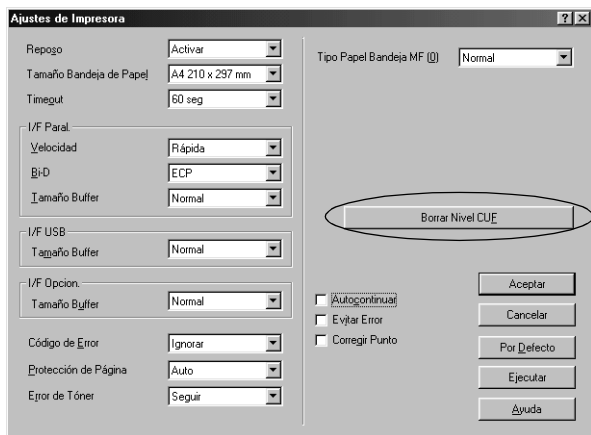 Ajustes de Impresora
Reposo Activar
Tamaño Bandeja de Papel A4 210 x 297 mm
Timeout 60 seg
I/F Paral.
Velocidad Rápida
Bi-D ECP
Tamaño Buffer Normal
I/F USB
Tamaño Buffer Normal
I/F Opcion.
Tamaño Buffer Normal
Código de Error Ignorar
Protección de Página Auto
Error de Tóner Seguir
Tipo Papel Bandeja MF (0) Normal
Borrar Nivel CUF
Autocontinuar
Evitar Error
Corregir Punto
Aceptar
Cancelar
Por Defecto
Ejecutar
Ayuda